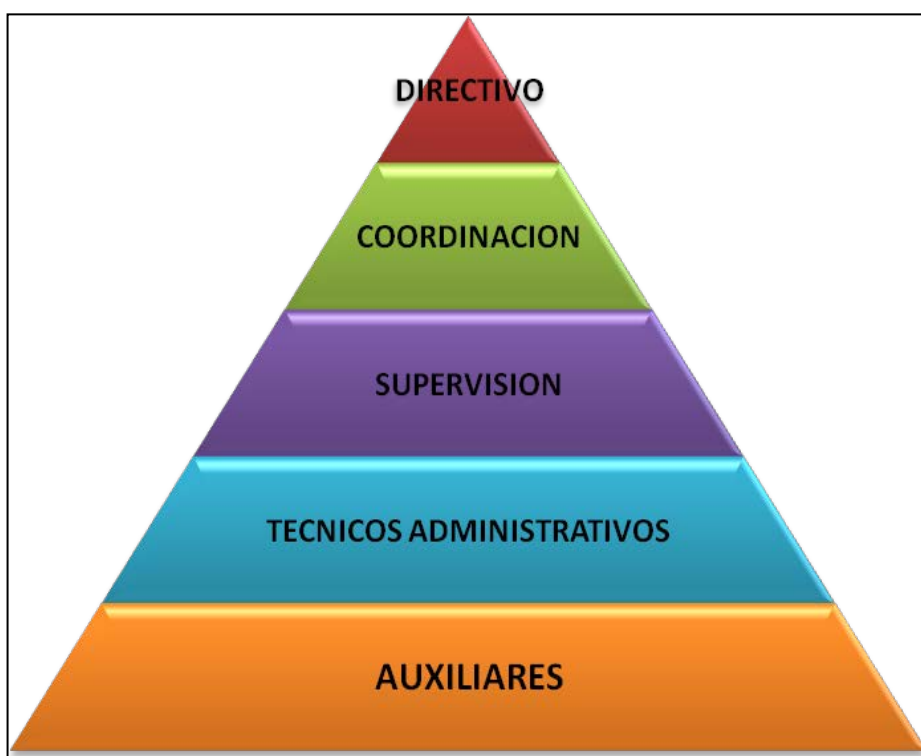 DIRECTIVO
COORDINACION
SUPERVISION
TECNICOS ADMINISTRATIVOS
AUXILIARES